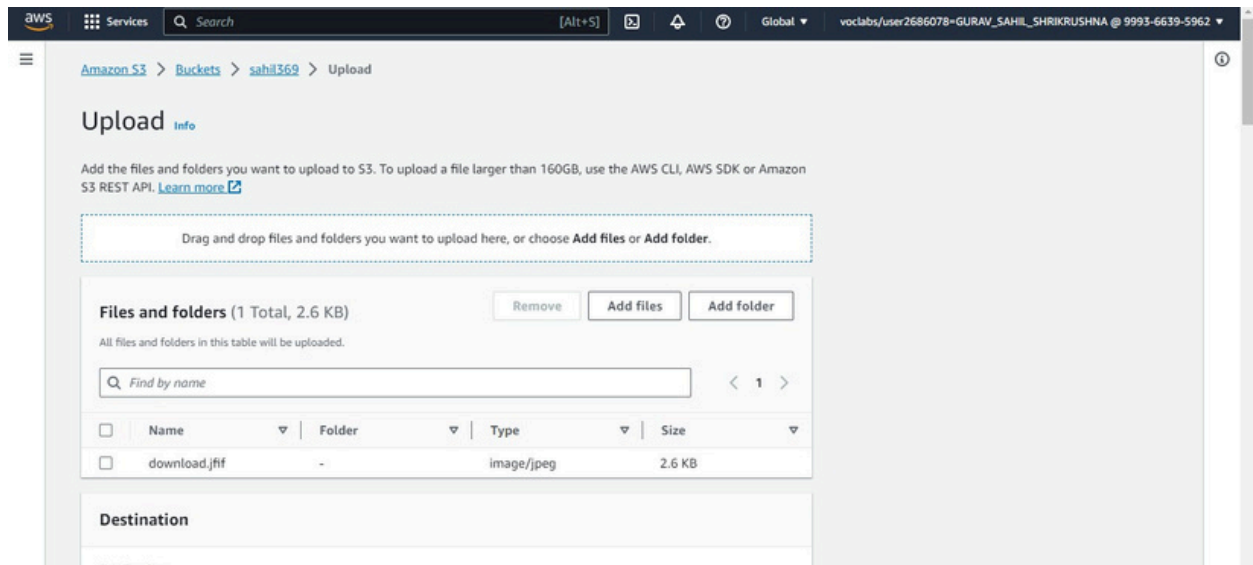 aws Services Search [Alt+S] Global voclabs/user2686078=GURAV_SAHIL_SHRIKRUSHNA @ 9993-6639-5962
Amazon S3 > Buckets > sahil369 > Upload
Upload Info
Add the files and folders you want to upload to S3. To upload a file larger than 160GB, use the AWS CLI, AWS SDK or Amazon
S3 REST API. Learn more
Drag and drop files and folders you want to upload here, or choose Add files or Add folder.
Files and folders (1 Total, 2.6 KB) Remove Add files Add folder
All files and folders in this table will be uploaded.
Find by name < 1 >
Name Folder Type Size
download.jfif - image/jpeg 2.6 KB
Destination